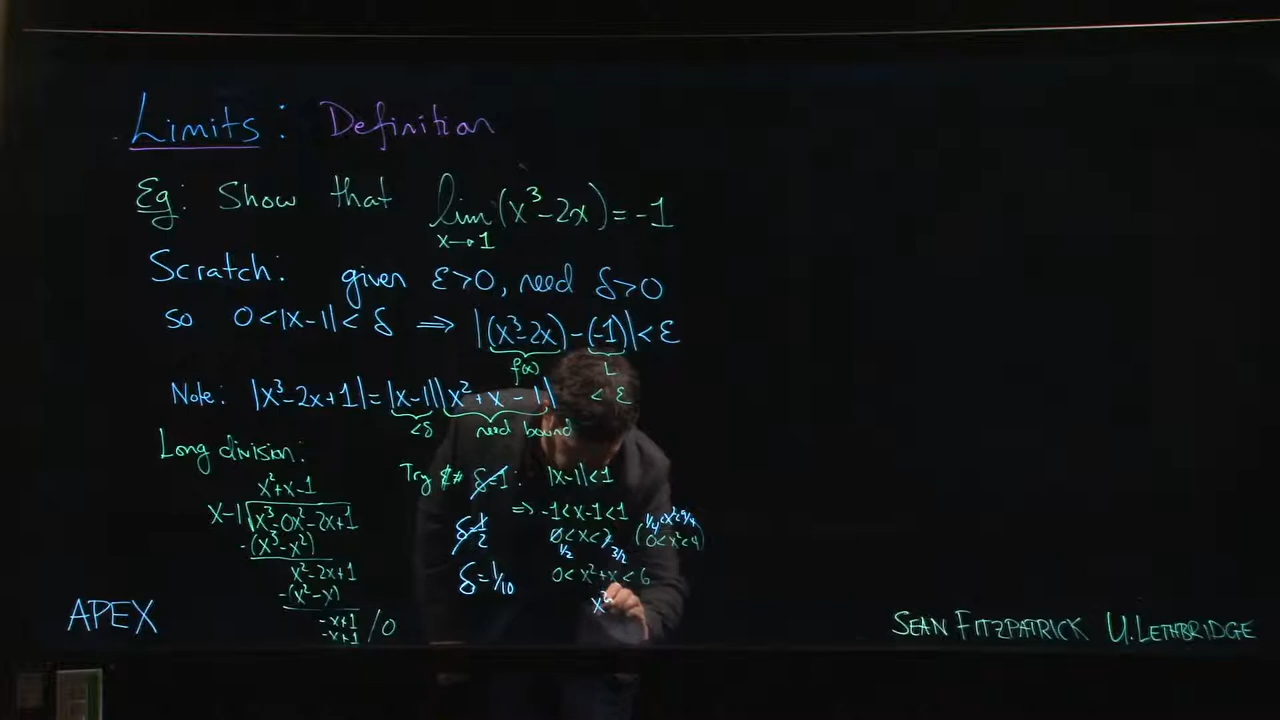 Limits: Definition
Eg: Show that lim x→1 (x³-2x) = -1
Scratch: given ε>0, need δ>0
so 0<|x-1|<δ ⟹ |(x³-2x)-(-1)|<ε
f(x) L
Note: |x³-2x+1|=|x-1||x²+x-1| <ε
<δ need bound
Long division:
x²+x-1
x-1 x³-0x²-2x+1
-(x³-x²)
x²-2x+1
-(x²-x)
-x+1
-x+1 /0
Try δ=1: |x-1|<1
⟹ -1<x-1<1
δ=1/2 0<x<2 (0<x²<4)
1/2 3/2 1/4<x²<9/4
0<x²+x<6
δ=1/10
x²
APEX
SEAN FITZPATRICK U. LETHBRIDGE